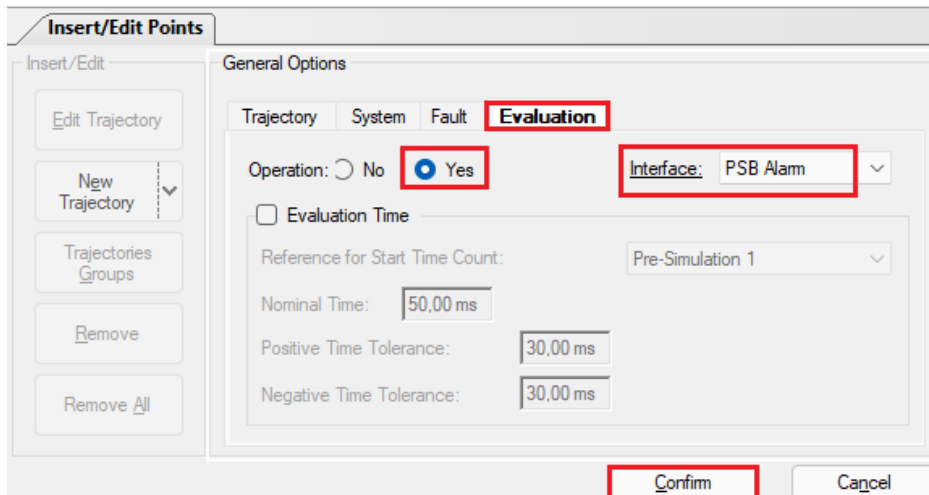 Insert/Edit Points
Insert/Edit
Edit Trajectory
New
Trajectory
Trajectories
Groups
Remove
Remove All
General Options
Trajectory System Fault Evaluation
Operation: No Yes Interface: PSB Alarm
Evaluation Time
Reference for Start Time Count: Pre-Simulation 1
Nominal Time: 50,00 ms
Positive Time Tolerance: 30,00 ms
Negative Time Tolerance: 30,00 ms
Confirm Cancel